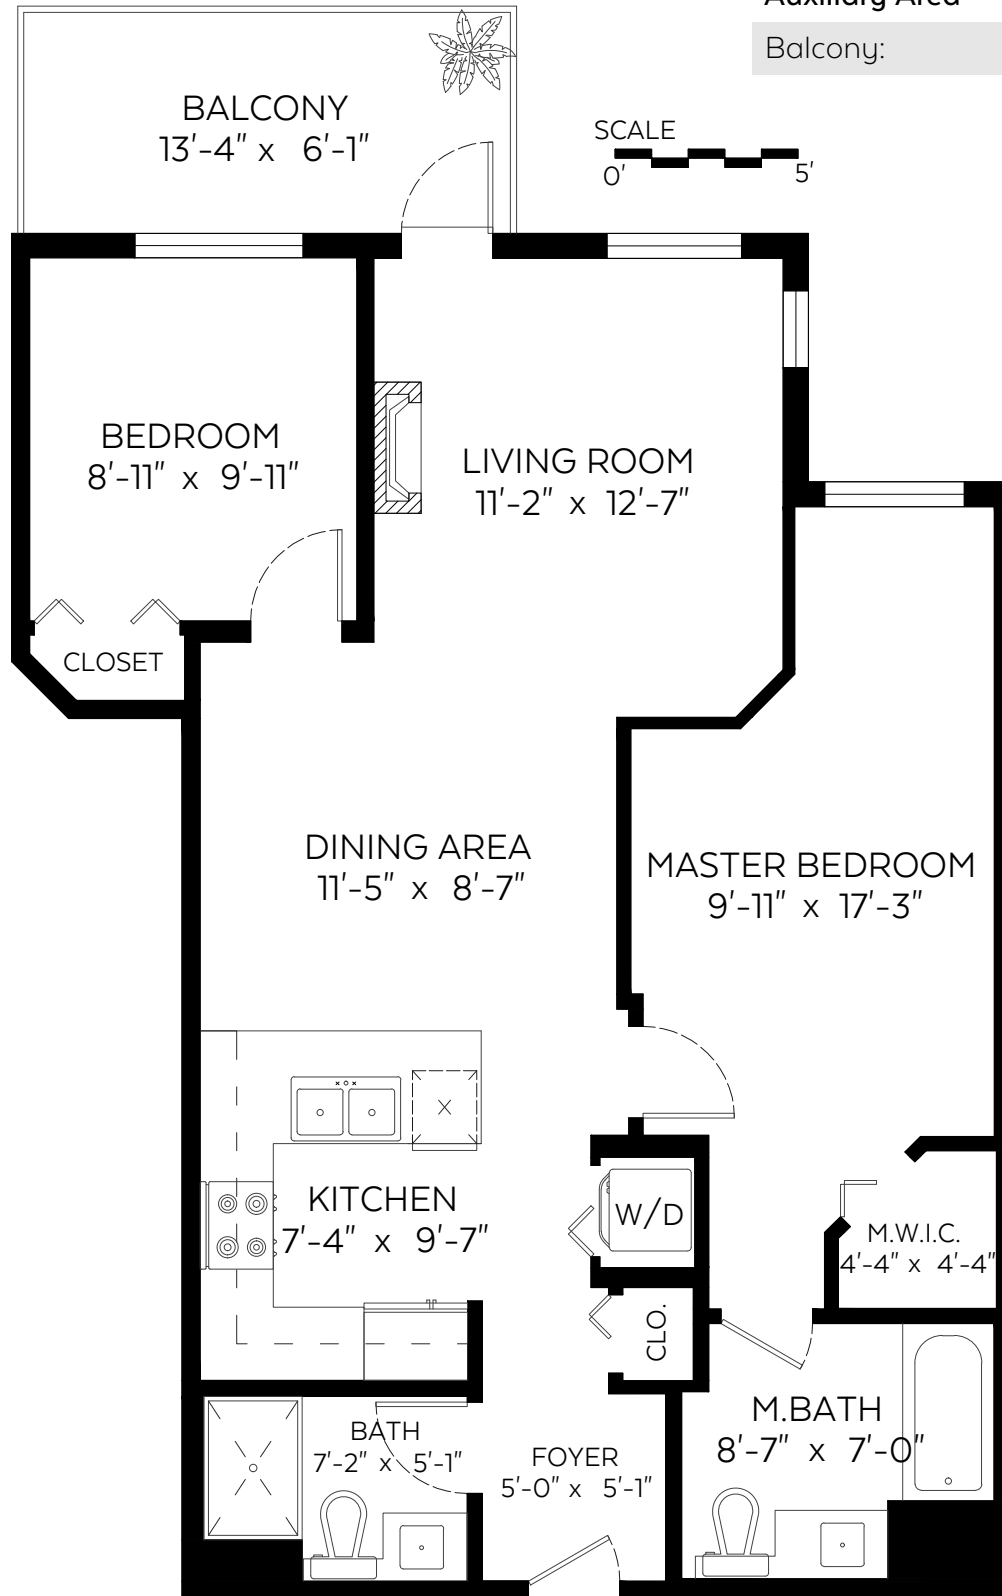 Auxiliary Area
Balcony:
BALCONY
13'-4" x 6'-1"
SCALE
0' 5'
BEDROOM
8'-11" x 9'-11"
LIVING ROOM
11'-2" x 12'-7"
CLOSET
DINING AREA
11'-5" x 8'-7"
MASTER BEDROOM
9'-11" x 17'-3"
KITCHEN
7'-4" x 9'-7"
W/D
M.W.I.C.
4'-4" x 4'-4"
CLO.
BATH
7'-2" x 5'-1"
FOYER
5'-0" x 5'-1"
M.BATH
8'-7" x 7'-0"